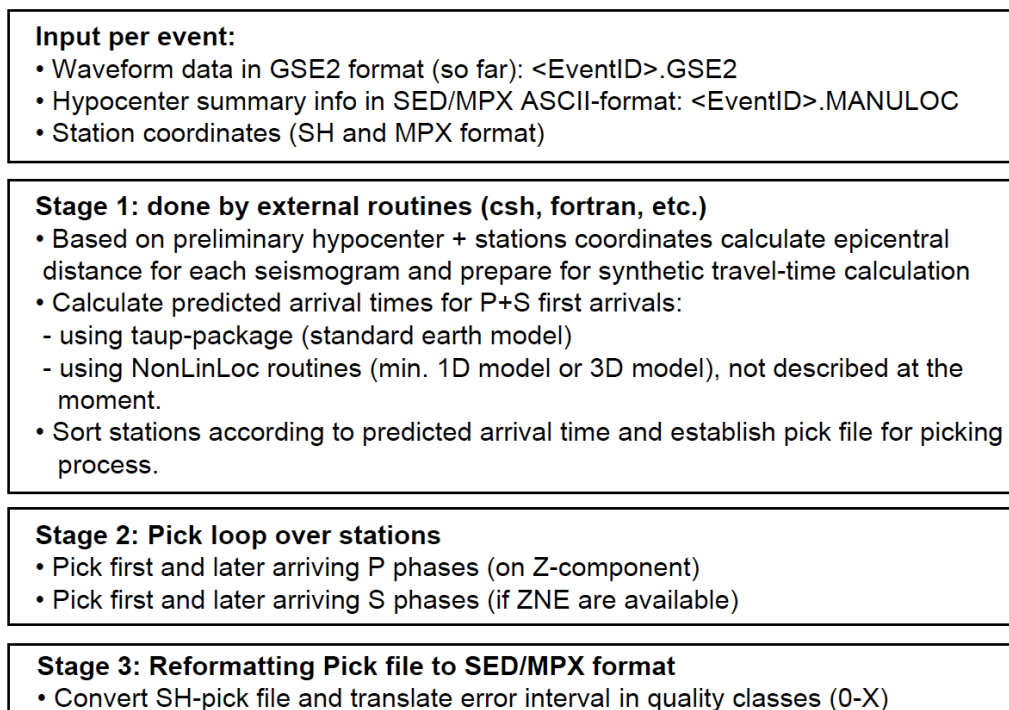 Input per event:
• Waveform data in GSE2 format (so far): <EventID>.GSE2
• Hypocenter summary info in SED/MPX ASCII-format: <EventID>.MANULOC
• Station coordinates (SH and MPX format)
Stage 1: done by external routines (csh, fortran, etc.)
• Based on preliminary hypocenter + stations coordinates calculate epicentral
distance for each seismogram and prepare for synthetic travel-time calculation
• Calculate predicted arrival times for P+S first arrivals:
- using taup-package (standard earth model)
- using NonLinLoc routines (min. 1D model or 3D model), not described at the
moment.
• Sort stations according to predicted arrival time and establish pick file for picking
process.
Stage 2: Pick loop over stations
• Pick first and later arriving P phases (on Z-component)
• Pick first and later arriving S phases (if ZNE are available)
Stage 3: Reformatting Pick file to SED/MPX format
• Convert SH-pick file and translate error interval in quality classes (0-X)